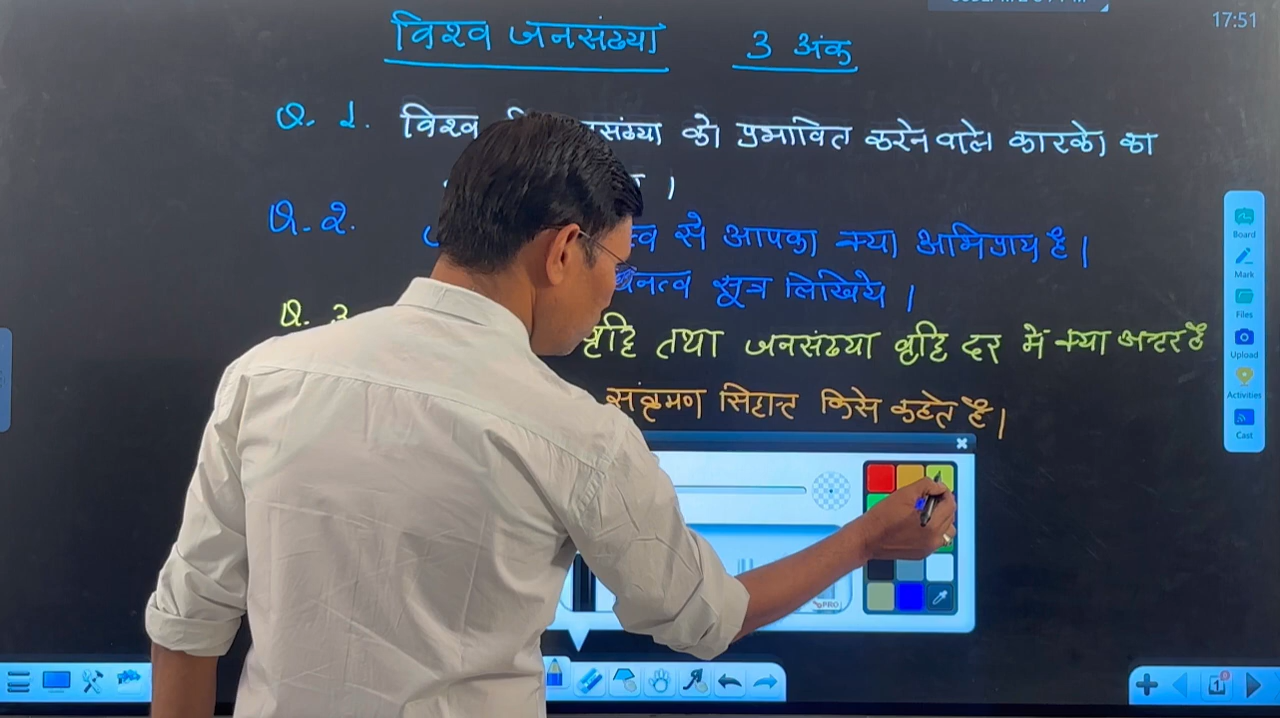 17:51
विश्व जनसंख्या 3 अंक
Q. 1. विश्व को प्रभावित करने वाले कारको का
।
Q. 2. से आपका क्या अभिप्राय है।
घनत्व सूत्र लिखिये।
Q. 3 तथा जनसंख्या वृद्धि दर में क्या अन्तर है
संक्रमण सिद्धान्त किसे कहते है।
Board
Mark
Files
Upload
Activities
Cast
1